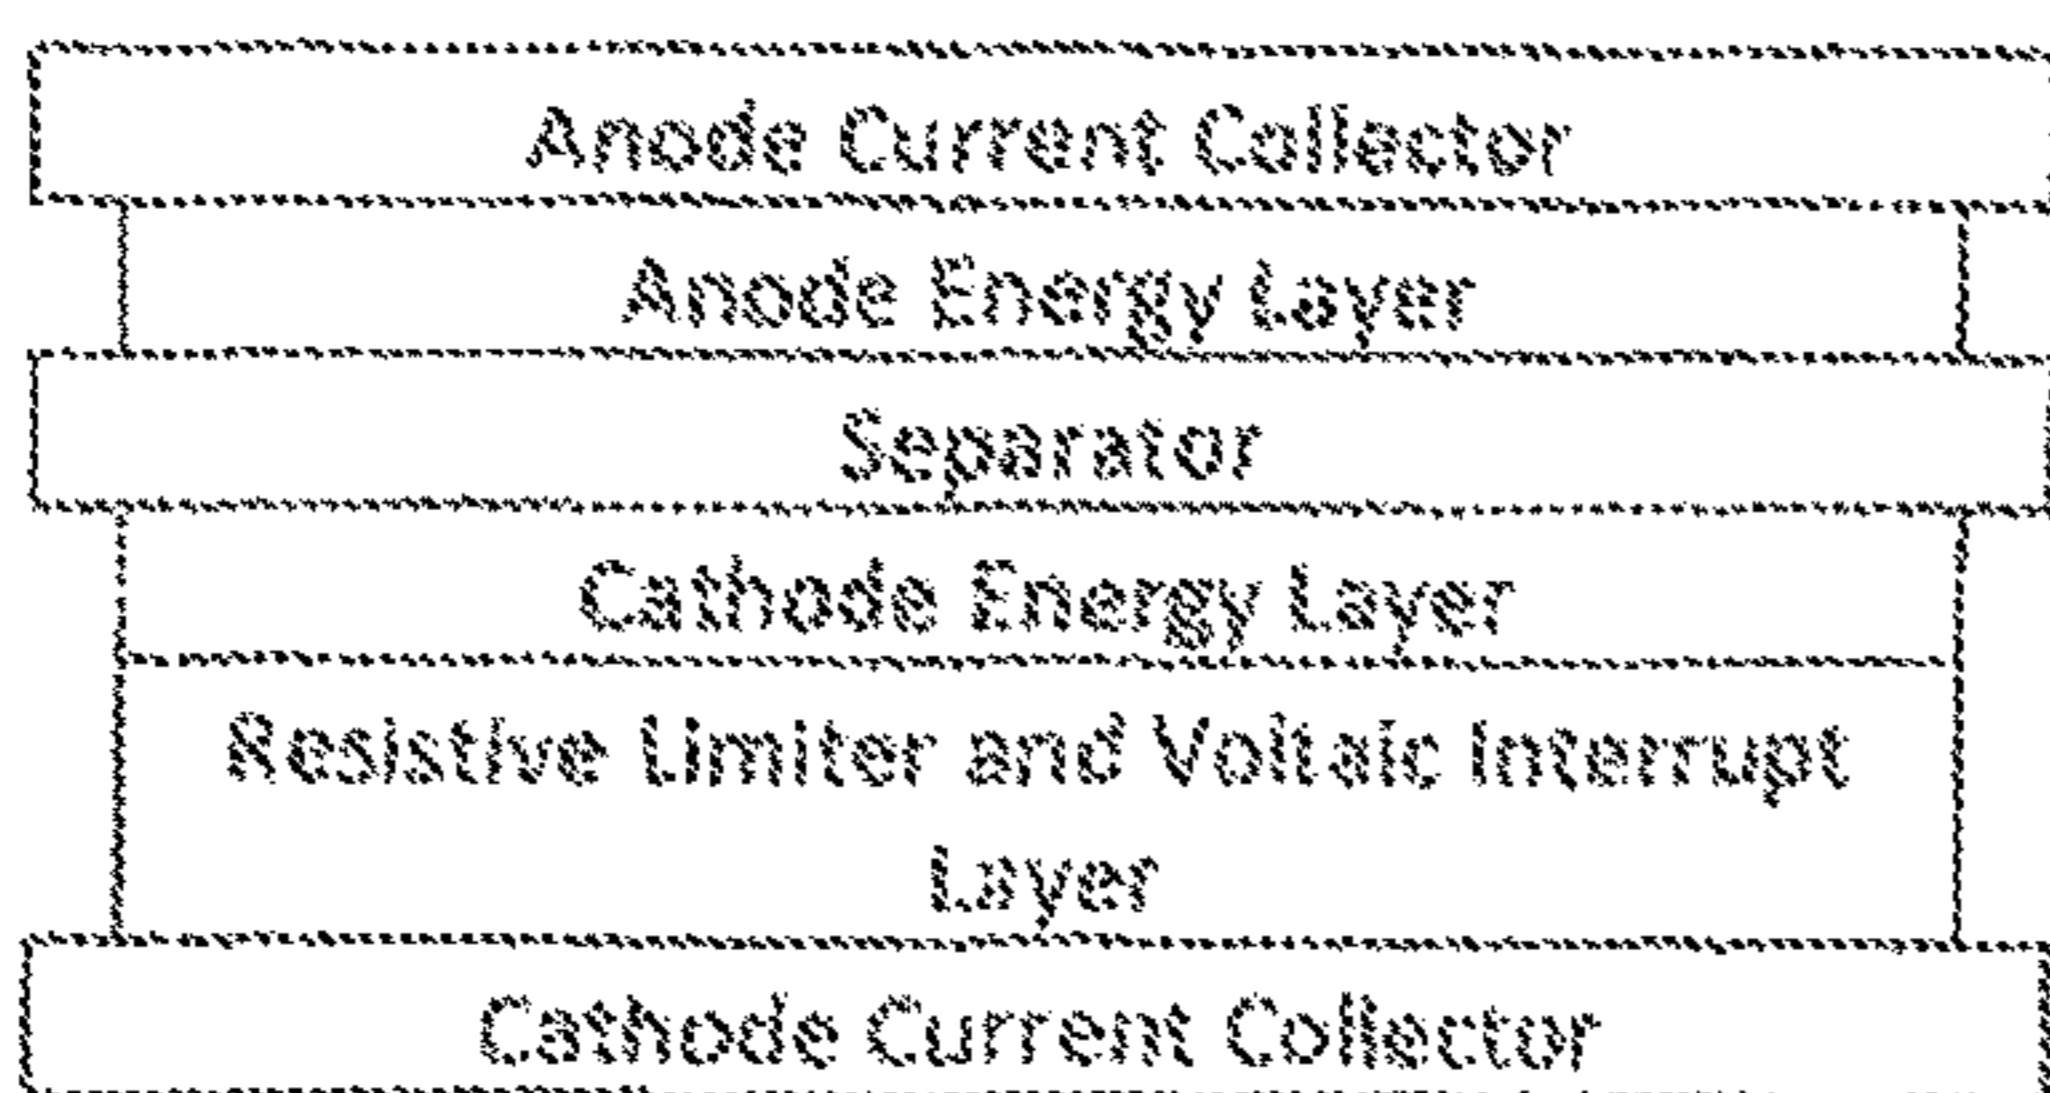 Anode Current Collector
Anode Energy Layer
Separator
Cathode Energy Layer
Resistive Limiter and Voltaic Interrupt
Layer
Cathode Current Collector